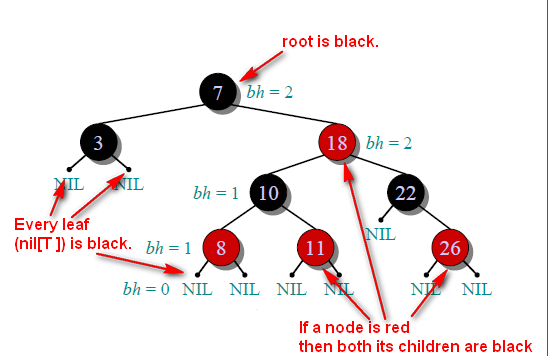 root is black.
7 bh = 2
3 18 bh = 2
NIL NIL bh = 1 10 22
Every leaf
(nil[T ]) is black.
bh = 1 8 11 NIL 26
bh = 0 NIL NIL NIL NIL NIL NIL
If a node is red
then both its children are black